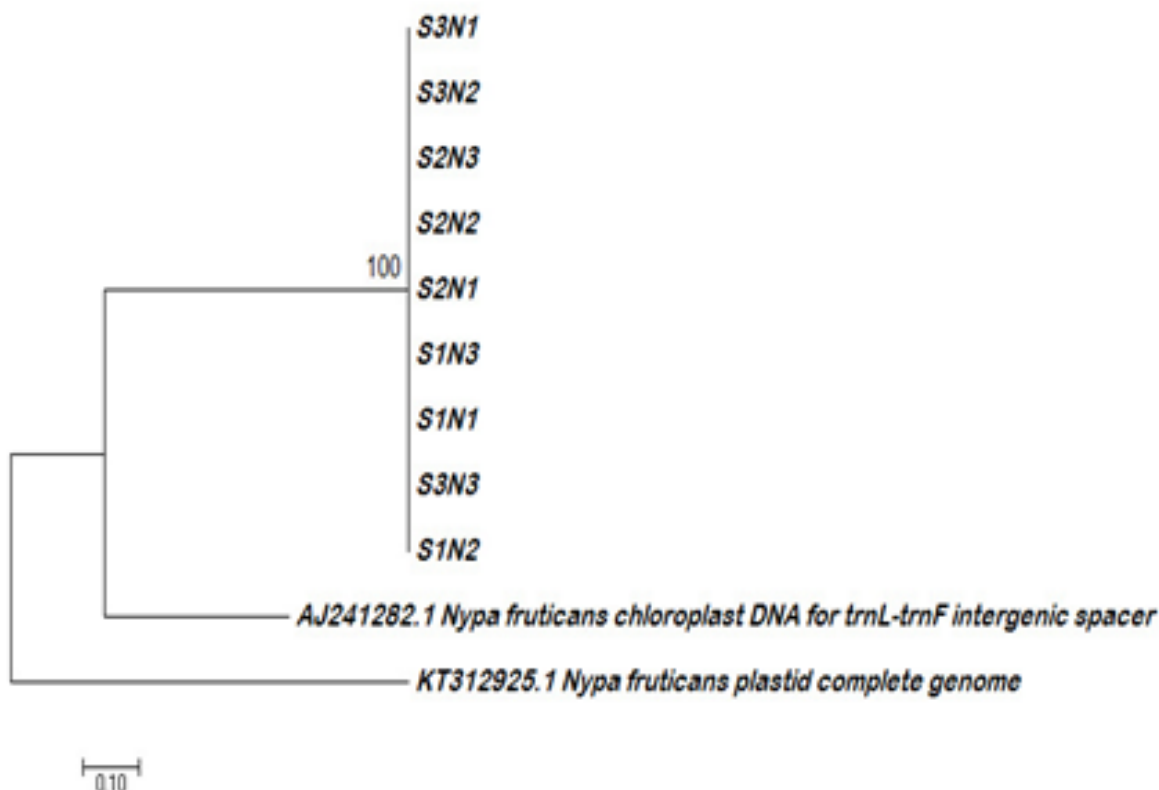 S3N1
S3N2
S2N3
S2N2
100
S2N1
S1N3
S1N1
S3N3
S1N2
AJ241282.1 Nypa fruticans chloroplast DNA for trnL-trnF intergenic spacer
KT312925.1 Nypa fruticans plastid complete genome
0.10